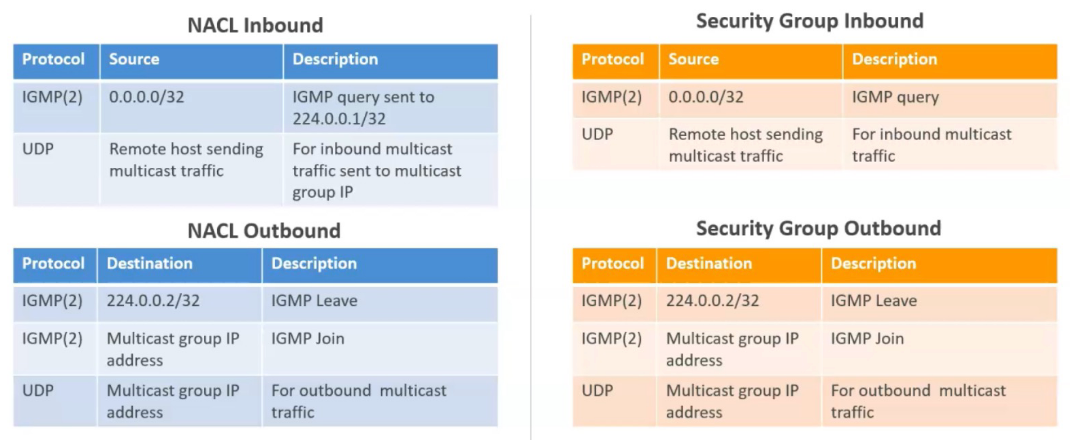 NACL Inbound
Protocol Source Description
IGMP(2) 0.0.0.0/32 IGMP query sent to
224.0.0.1/32
UDP Remote host sending For inbound multicast
multicast traffic traffic sent to multicast
group IP
Security Group Inbound
Protocol Source Description
IGMP(2) 0.0.0.0/32 IGMP query
UDP Remote host sending For inbound multicast
multicast traffic traffic
NACL Outbound
Protocol Destination Description
IGMP(2) 224.0.0.2/32 IGMP Leave
IGMP(2) Multicast group IP IGMP Join
address
UDP Multicast group IP For outbound  multicast
address traffic
Security Group Outbound
Protocol Destination Description
IGMP(2) 224.0.0.2/32 IGMP Leave
IGMP(2) Multicast group IP IGMP Join
address
UDP Multicast group IP For outbound  multicast
address traffic